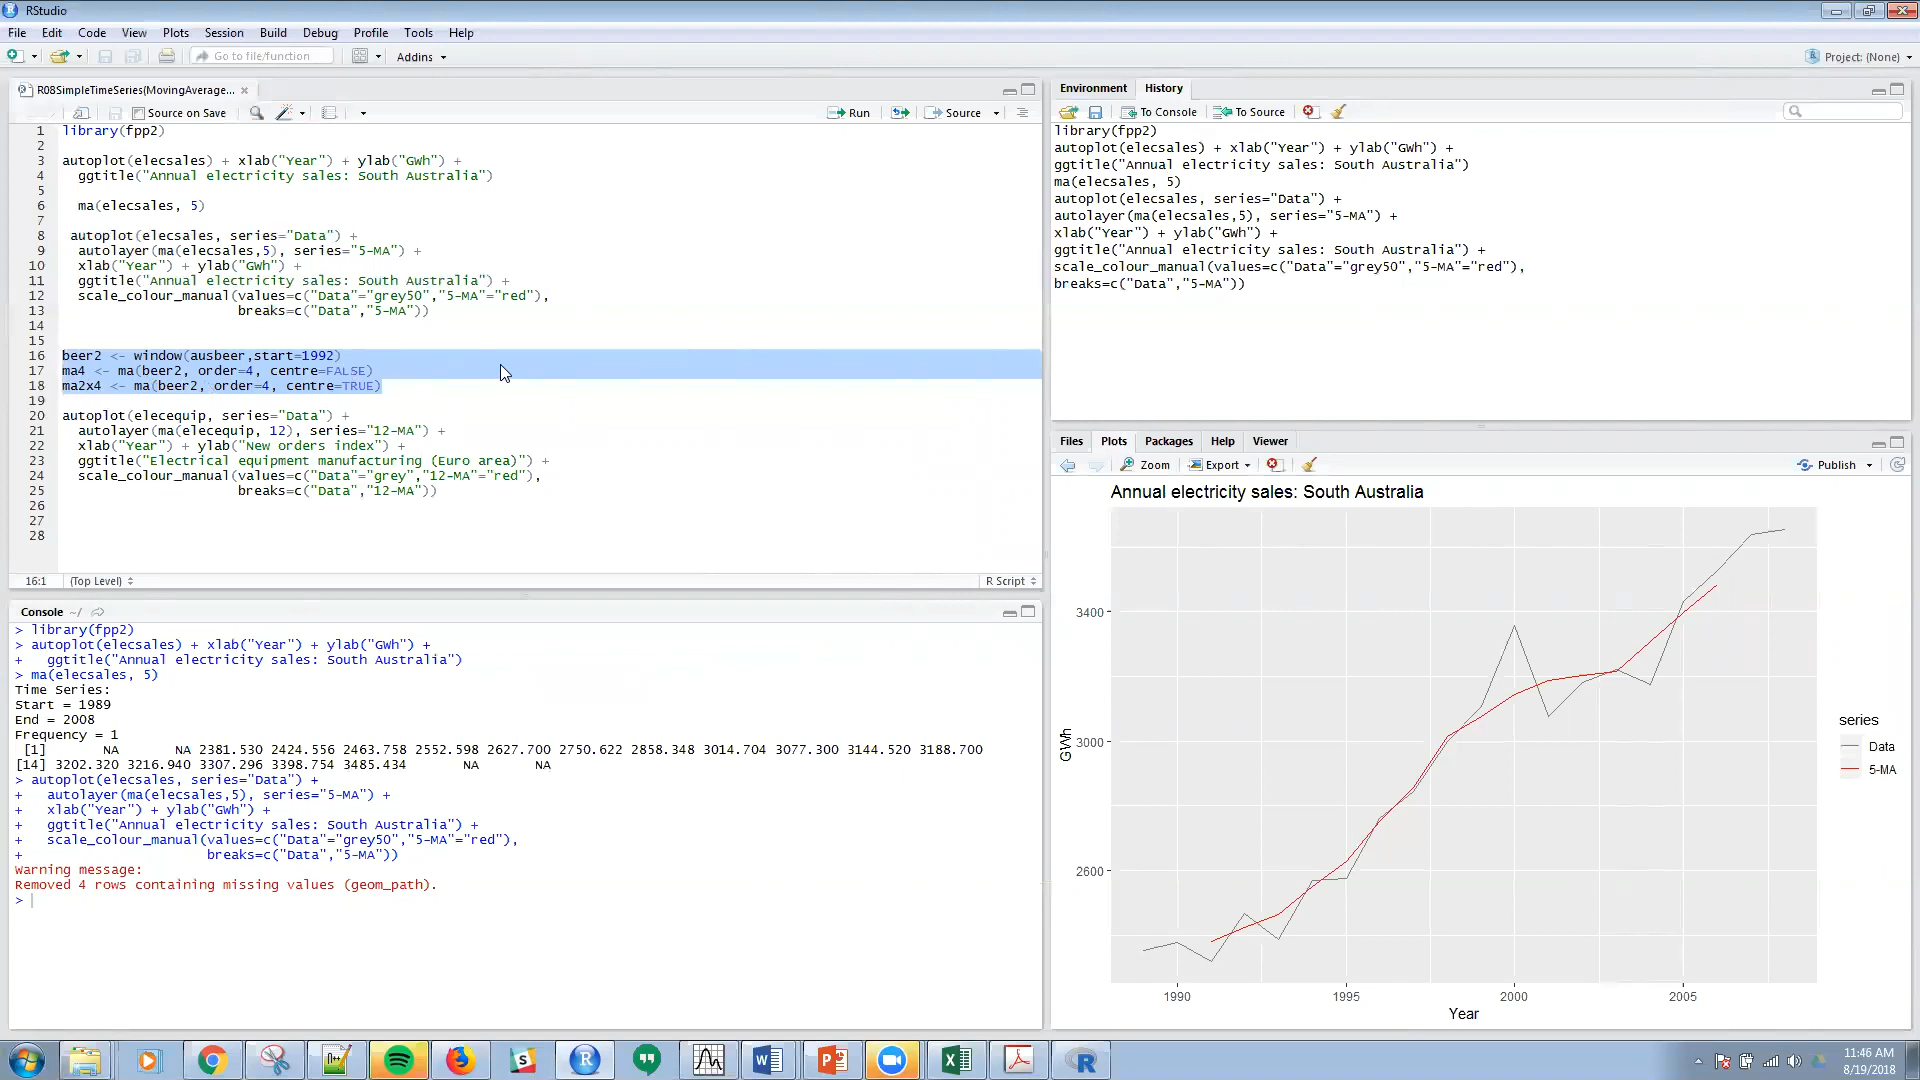 RStudio
File Edit Code View Plots Session Build Debug Profile Tools Help
Go to file/function Addins Project: (None)
R08SimpleTimeSeries(MovingAverage...
Source on Save Run Source
1 library(fpp2)
2
3 autoplot(elecsales) + xlab("Year") + ylab("GWh") +
4 ggtitle("Annual electricity sales: South Australia")
5
6 ma(elecsales, 5)
7
8 autoplot(elecsales, series="Data") +
9 autolayer(ma(elecsales,5), series="5-MA") +
10 xlab("Year") + ylab("GWh") +
11 ggtitle("Annual electricity sales: South Australia") +
12 scale_colour_manual(values=c("Data"="grey50","5-MA"="red"),
13 breaks=c("Data","5-MA"))
14
15
16 beer2 <- window(ausbeer,start=1992)
17 ma4 <- ma(beer2, order=4, centre=FALSE)
18 ma2x4 <- ma(beer2, order=4, centre=TRUE)
19
20 autoplot(elecequip, series="Data") +
21 autolayer(ma(elecequip, 12), series="12-MA") +
22 xlab("Year") + ylab("New orders index") +
23 ggtitle("Electrical equipment manufacturing (Euro area)") +
24 scale_colour_manual(values=c("Data"="grey","12-MA"="red"),
25 breaks=c("Data","12-MA"))
26
27
28
16:1 (Top Level) R Script
Console ~/
> library(fpp2)
> autoplot(elecsales) + xlab("Year") + ylab("GWh") +
+ ggtitle("Annual electricity sales: South Australia")
> ma(elecsales, 5)
Time Series:
Start = 1989
End = 2008
Frequency = 1
[1] NA NA 2381.530 2424.556 2463.758 2552.598 2627.700 2750.622 2858.348 3014.704 3077.300 3144.520 3188.700
[14] 3202.320 3216.940 3307.296 3398.754 3485.434 NA NA
> autoplot(elecsales, series="Data") +
+ autolayer(ma(elecsales,5), series="5-MA") +
+ xlab("Year") + ylab("GWh") +
+ ggtitle("Annual electricity sales: South Australia") +
+ scale_colour_manual(values=c("Data"="grey50","5-MA"="red"),
+ breaks=c("Data","5-MA"))
Warning message:
Removed 4 rows containing missing values (geom_path).
>
Environment History
To Console To Source
library(fpp2)
autoplot(elecsales) + xlab("Year") + ylab("GWh") +
ggtitle("Annual electricity sales: South Australia")
ma(elecsales, 5)
autoplot(elecsales, series="Data") +
autolayer(ma(elecsales,5), series="5-MA") +
xlab("Year") + ylab("GWh") +
ggtitle("Annual electricity sales: South Australia") +
scale_colour_manual(values=c("Data"="grey50","5-MA"="red"),
breaks=c("Data","5-MA"))
Files Plots Packages Help Viewer
Zoom Export Publish
Annual electricity sales: South Australia
3400
3000
2600
GWh
1990 1995 2000 2005
Year
series
Data
5-MA
11:46 AM
8/19/2018